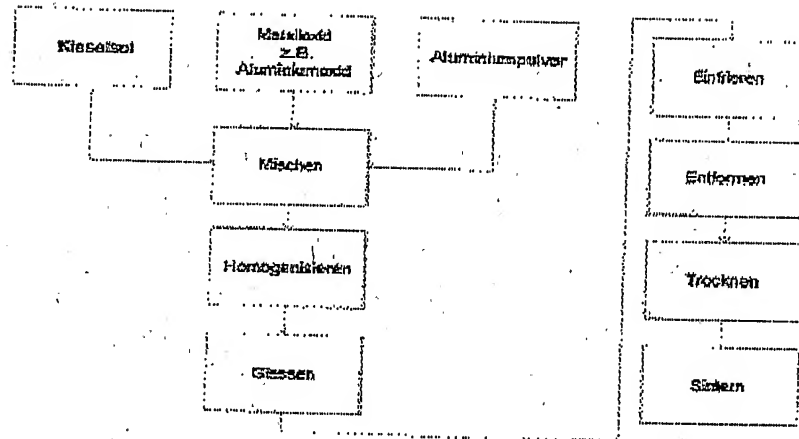 Kieselsol
Metalloxid
z.B.
Aluminiumoxid
Aluminiumpulver
Mischen
Homogenisieren
Giessen
Einfrieren
Entformen
Trocknen
Sintern